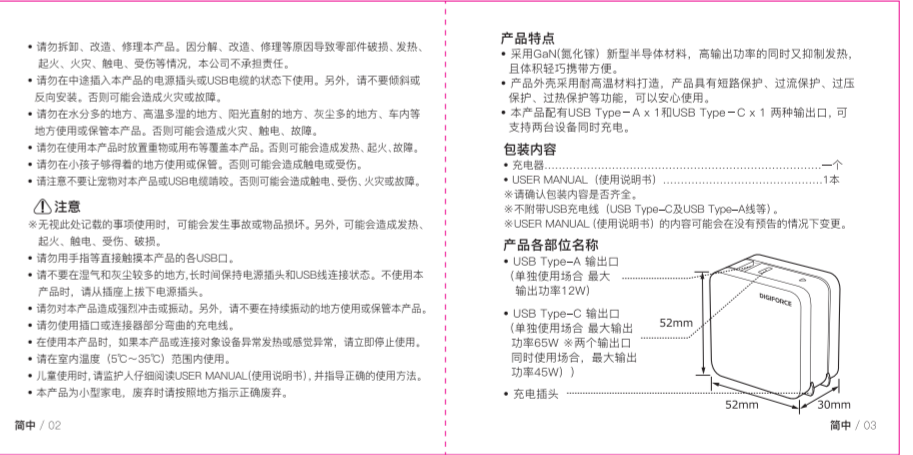 • 请勿拆卸、改造、修理本产品。因分解、改造、修理等原因导致零部件破损、发热、
起火、火灾、触电、受伤等情况，本公司不承担责任。
• 请勿在中途插入本产品的电源插头或USB电缆的状态下使用。另外，请不要倾斜或
反向安装。否则可能会造成火灾或故障。
• 请勿在水分多的地方、高温多湿的地方、阳光直射的地方、灰尘多的地方、车内等
地方使用或保管本产品。否则可能会造成火灾、触电、故障。
• 请勿在使用本产品时放置重物或用布等覆盖本产品。否则可能会造成发热、起火、故障。
• 请勿在小孩子够得着的地方使用或保管。否则可能会造成触电或受伤。
• 请注意不要让宠物对本产品或USB电缆啃咬。否则可能会造成触电、受伤、火灾或故障。
注意
※无视此处记载的事项使用时，可能会发生事故或物品损坏。另外，可能会造成发热、
起火、触电、受伤、破损。
• 请勿用手指等直接触摸本产品的各USB口。
• 请不要在湿气和灰尘较多的地方,长时间保持电源插头和USB线连接状态。不使用本
产品时，请从插座上拔下电源插头。
• 请勿对本产品造成强烈冲击或振动。另外，请不要在持续振动的地方使用或保管本产品。
• 请勿使用插口或连接器部分弯曲的充电线。
• 在使用本产品时，如果本产品或连接对象设备异常发热或感觉异常，请立即停止使用。
• 请在室内温度（5℃～35℃）范围内使用。
• 儿童使用时,请监护人仔细阅读USER MANUAL(使用说明书)，并指导正确的使用方法。
• 本产品为小型家电，废弃时请按照地方指示正确废弃。
简中 / 02
产品特点
• 采用GaN(氮化镓）新型半导体材料，高输出功率的同时又抑制发热，
且体积轻巧携带方便。
• 产品外壳采用耐高温材料打造，产品具有短路保护、过流保护、过压
保护、过热保护等功能，可以安心使用。
• 本产品配有USB Type－A x 1和USB Type－C x 1 两种输出口，可
支持两台设备同时充电。
包装内容
• 充电器……………………………………………………一个
• USER MANUAL（使用说明书）……………………………1本
※请确认包装内容是否齐全。
※不附带USB充电线（USB Type–C及USB Type–A线等）。
※USER MANUAL (使用说明书）的内容可能会在没有预告的情况下变更。
产品各部位名称
• USB Type–A 输出口
（单独使用场合 最大
输出功率12W）
• USB Type–C 输出口
（单独使用场合 最大输出
功率65W ※两个输出口
同时使用场合，最大输出
功率45W））
• 充电插头
DIGIFORCE
52mm
52mm
30mm
简中 / 03